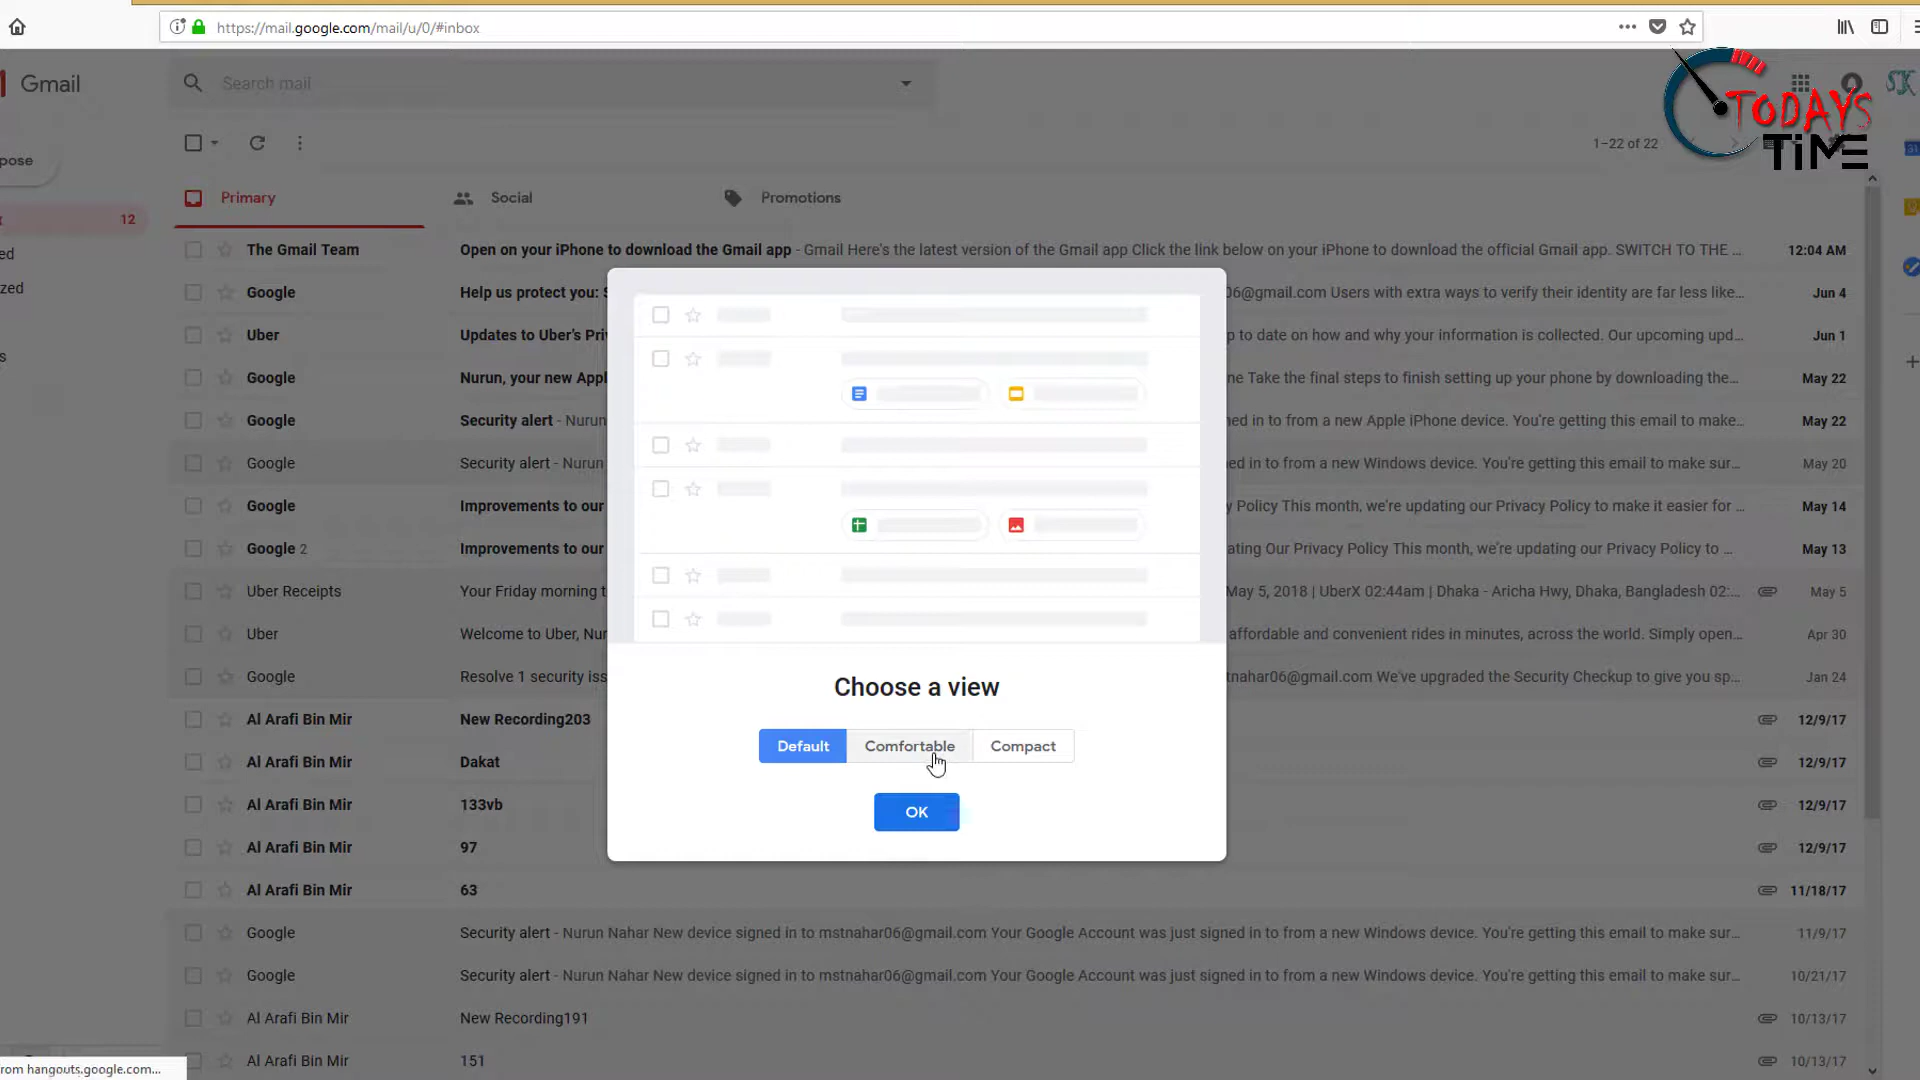 https://mail.google.com/mail/u/0/#inbox
Gmail
Search mail
TODAYS
TIME
SK
1–22 of 22
pose
12
ed
zed
s
Primary
Social
Promotions
The Gmail Team Open on your iPhone to download the Gmail app - Gmail Here's the latest version of the Gmail app Click the link below on your iPhone to download the official Gmail app. SWITCH TO THE ... 12:04 AM
Google Help us protect you: 06@gmail.com Users with extra ways to verify their identity are far less like... Jun 4
Uber Updates to Uber's Pri p to date on how and why your information is collected. Our upcoming upd... Jun 1
Google Nurun, your new Appl ne Take the final steps to finish setting up your phone by downloading the... May 22
Google Security alert - Nurun ed in to from a new Apple iPhone device. You're getting this email to make... May 22
Google Security alert - Nurun ed in to from a new Windows device. You're getting this email to make sur... May 20
Google Improvements to our y Policy This month, we're updating our Privacy Policy to make it easier for ... May 14
Google 2 Improvements to our ating Our Privacy Policy This month, we're updating our Privacy Policy to ... May 13
Uber Receipts Your Friday morning t May 5, 2018 | UberX 02:44am | Dhaka - Aricha Hwy, Dhaka, Bangladesh 02:... May 5
Uber Welcome to Uber, Nur affordable and convenient rides in minutes, across the world. Simply open... Apr 30
Google Resolve 1 security iss tnahar06@gmail.com We've upgraded the Security Checkup to give you sp... Jan 24
Al Arafi Bin Mir New Recording203 12/9/17
Al Arafi Bin Mir Dakat 12/9/17
Al Arafi Bin Mir 133vb 12/9/17
Al Arafi Bin Mir 97 12/9/17
Al Arafi Bin Mir 63 11/18/17
Google Security alert - Nurun Nahar New device signed in to mstnahar06@gmail.com Your Google Account was just signed in to from a new Windows device. You're getting this email to make sur... 11/9/17
Google Security alert - Nurun Nahar New device signed in to mstnahar06@gmail.com Your Google Account was just signed in to from a new Windows device. You're getting this email to make sur... 10/21/17
Al Arafi Bin Mir New Recording191 10/13/17
Al Arafi Bin Mir 151 10/13/17
Choose a view
Default Comfortable Compact
OK
rom hangouts.google.com...